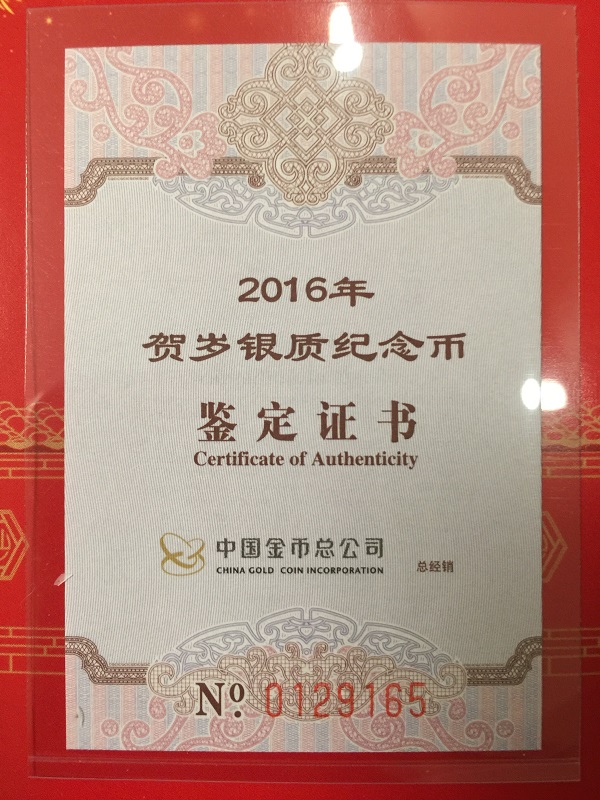 2016年
贺岁银质纪念币
鉴定证书
Certificate of Authenticity
中国金币总公司
CHINA GOLD COIN INCORPORATION
总经销
No. 0129165